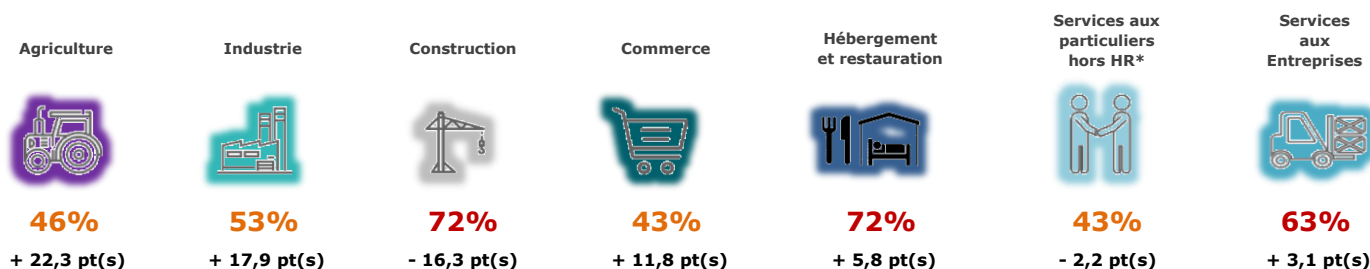 Agriculture
Industrie
Construction
Commerce
Hébergement
et restauration
Services aux
particuliers
hors HR*
Services
aux
Entreprises
46%
53%
72%
43%
72%
43%
63%
+ 22,3 pt(s)
+ 17,9 pt(s)
- 16,3 pt(s)
+ 11,8 pt(s)
+ 5,8 pt(s)
- 2,2 pt(s)
+ 3,1 pt(s)